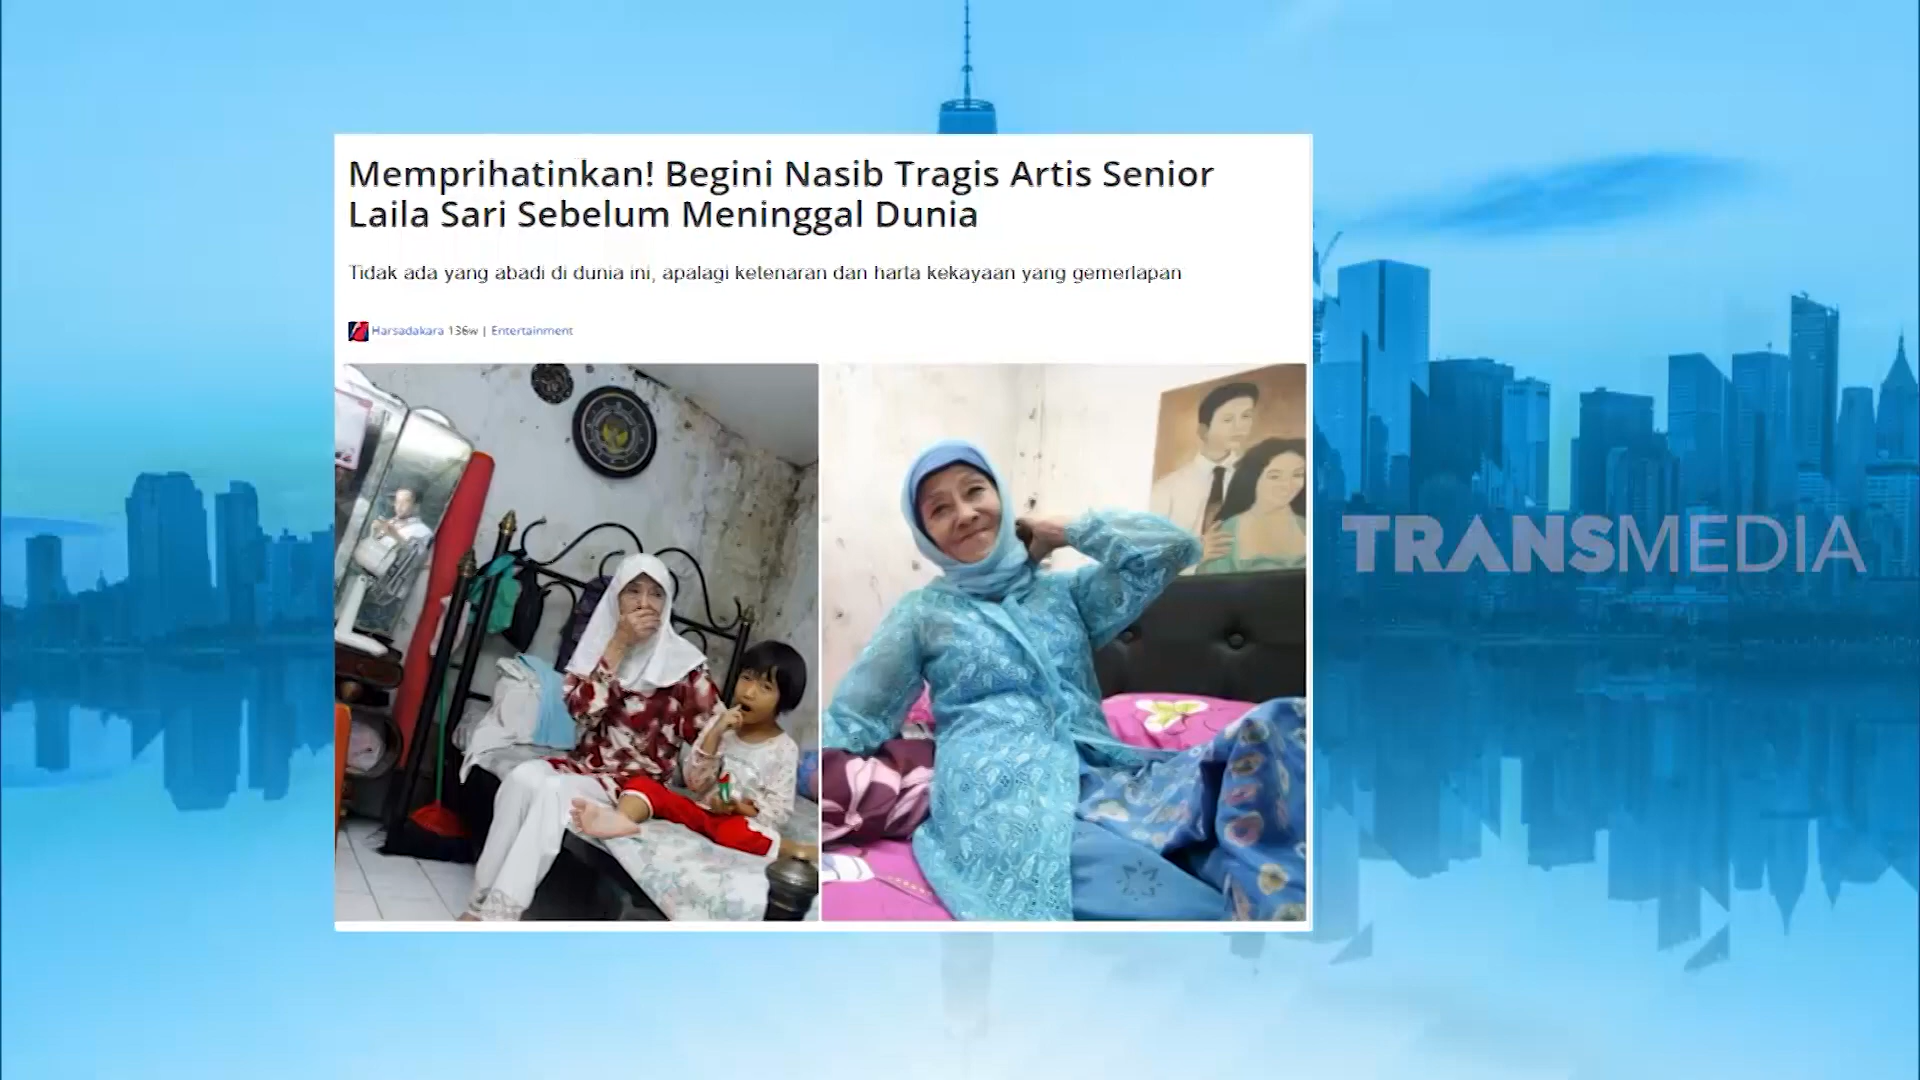 Memprihatinkan! Begini Nasib Tragis Artis Senior
Laila Sari Sebelum Meninggal Dunia
Tidak ada yang abadi di dunia ini, apalagi ketenaran dan harta kekayaan yang gemerlapan
Harsadakara 136w | Entertainment
TRANSMEDIA